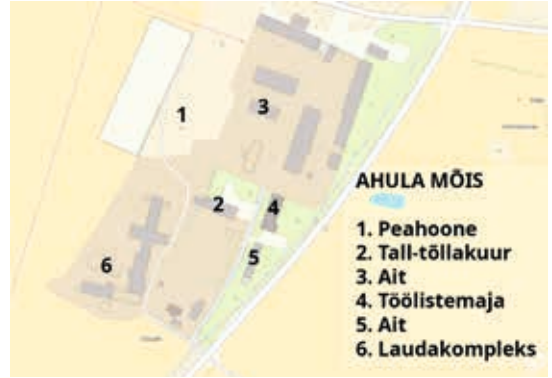 1
3
2
4
5
6
AHULA MÕIS
1. Peahoone
2. Tall-tõllakuur
3. Ait
4. Töölistemaja
5. Ait
6. Laudakompleks